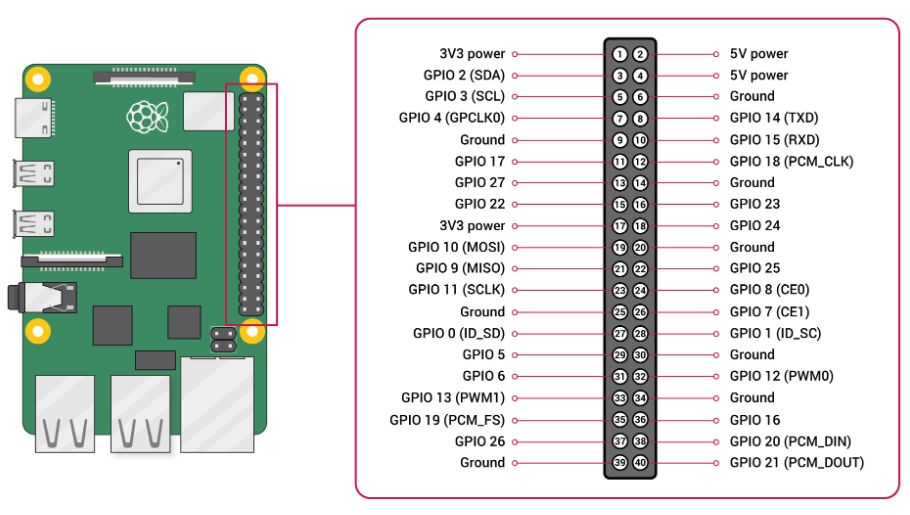 3V3 power 1 2 5V power
GPIO 2 (SDA) 3 4 5V power
GPIO 3 (SCL) 5 6 Ground
GPIO 4 (GPCLK0) 7 8 GPIO 14 (TXD)
Ground 9 10 GPIO 15 (RXD)
GPIO 17 11 12 GPIO 18 (PCM_CLK)
GPIO 27 13 14 Ground
GPIO 22 15 16 GPIO 23
3V3 power 17 18 GPIO 24
GPIO 10 (MOSI) 19 20 Ground
GPIO 9 (MISO) 21 22 GPIO 25
GPIO 11 (SCLK) 23 24 GPIO 8 (CE0)
Ground 25 26 GPIO 7 (CE1)
GPIO 0 (ID_SD) 27 28 GPIO 1 (ID_SC)
GPIO 5 29 30 Ground
GPIO 6 31 32 GPIO 12 (PWM0)
GPIO 13 (PWM1) 33 34 Ground
GPIO 19 (PCM_FS) 35 36 GPIO 16
GPIO 26 37 38 GPIO 20 (PCM_DIN)
Ground 39 40 GPIO 21 (PCM_DOUT)